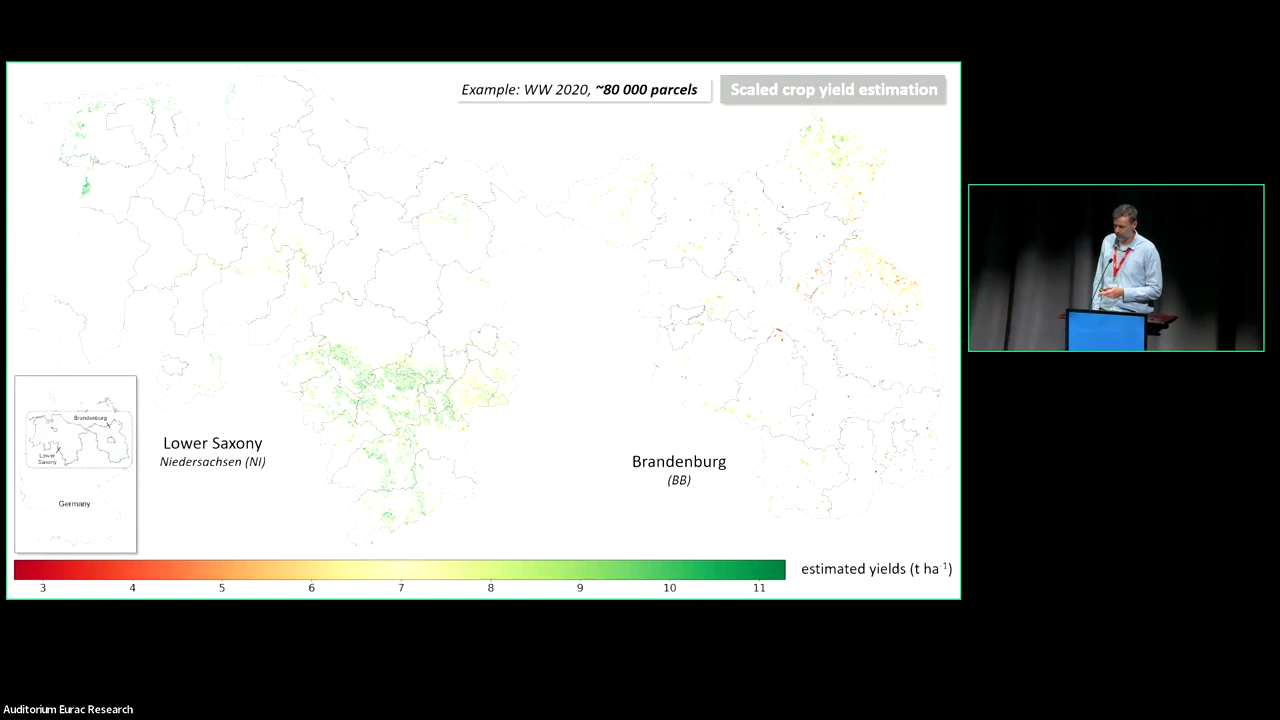 Example: WW 2020, ~80 000 parcels
Scaled crop yield estimation
Lower Saxony
Niedersachsen (NI)
Brandenburg
(BB)
Brandenburg
Lower
Saxony
Germany
3 4 5 6 7 8 9 10 11
estimated yields (t ha⁻¹)
Auditorium Eurac Research